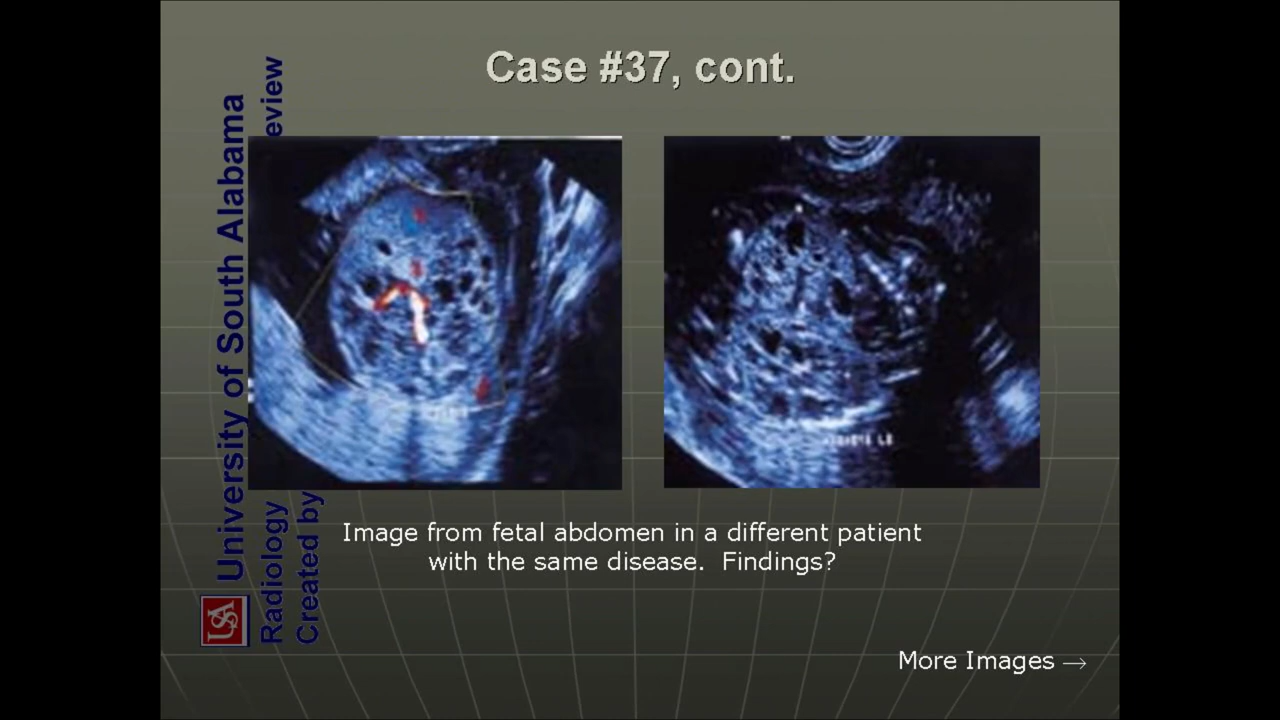 Case #37, cont.
University of South Alabama
Radiology
eview
Created by
USA
Image from fetal abdomen in a different patient
with the same disease.  Findings?
More Images →